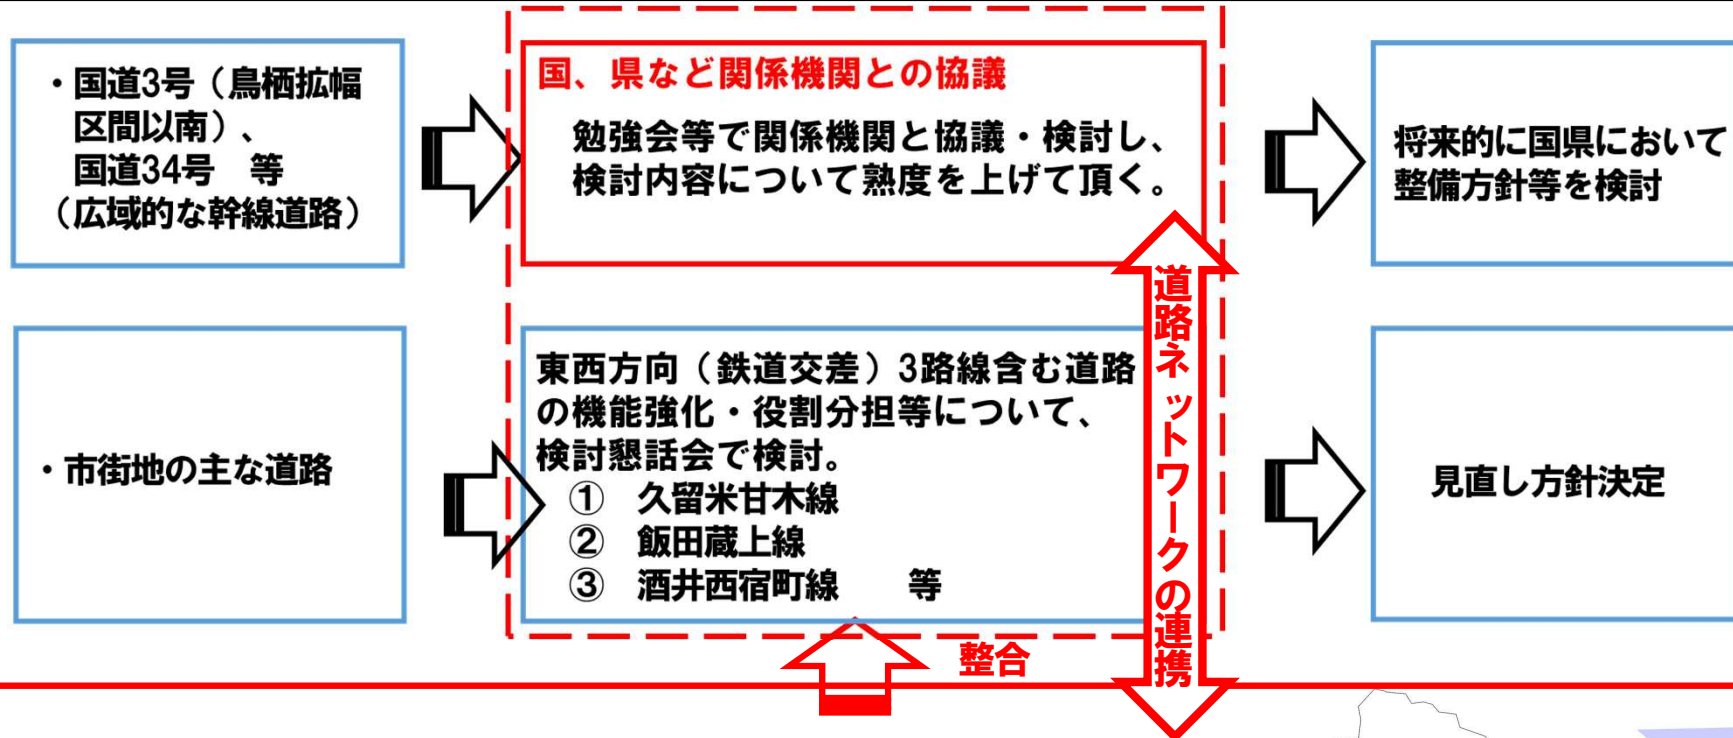 ・国道3号（鳥栖拡幅
区間以南）、
国道34号　等
（広域的な幹線道路）
国、県など関係機関との協議
勉強会等で関係機関と協議・検討し、
検討内容について熟度を上げて頂く。
将来的に国県において
整備方針等を検討
・市街地の主な道路
東西方向（鉄道交差）3路線含む道路
の機能強化・役割分担等について、
検討懇話会で検討。
①　久留米甘木線
②　飯田蔵上線
③　酒井西宿町線　　等
見直し方針決定
道路ネットワークの連携
整合